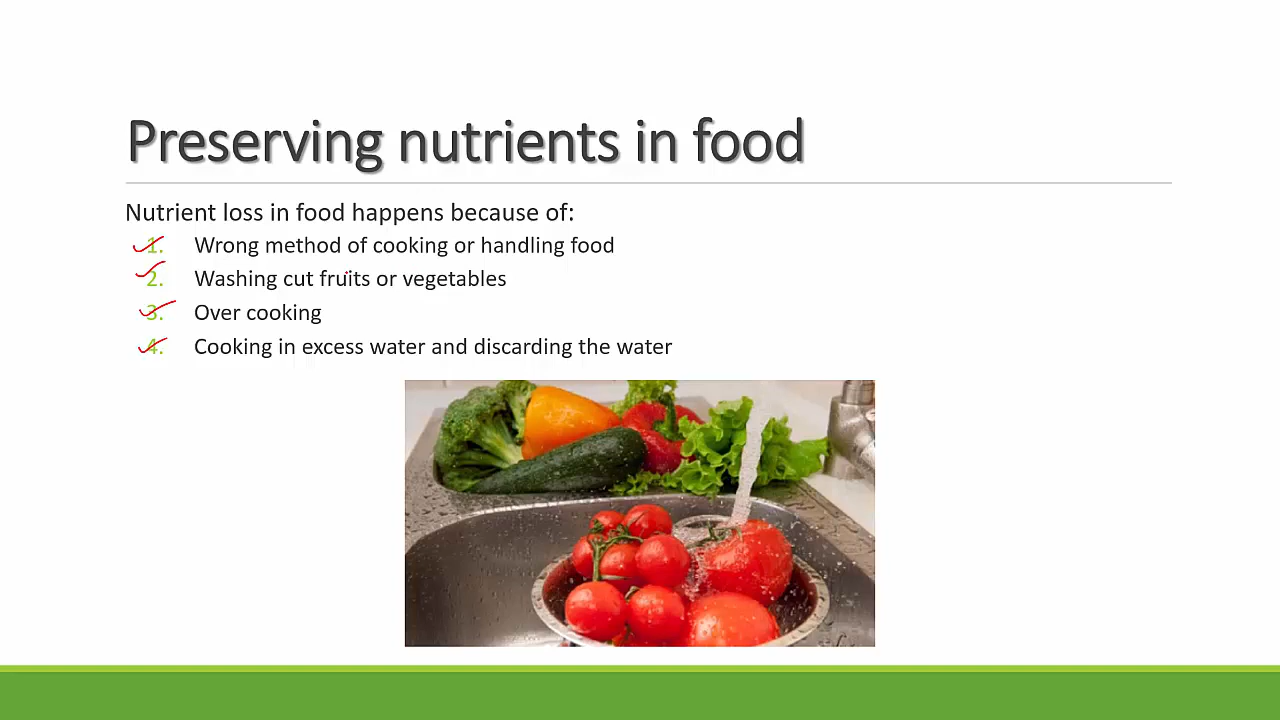 Preserving nutrients in food
Nutrient loss in food happens because of:
1. Wrong method of cooking or handling food
2. Washing cut fruits or vegetables
3. Over cooking
4. Cooking in excess water and discarding the water